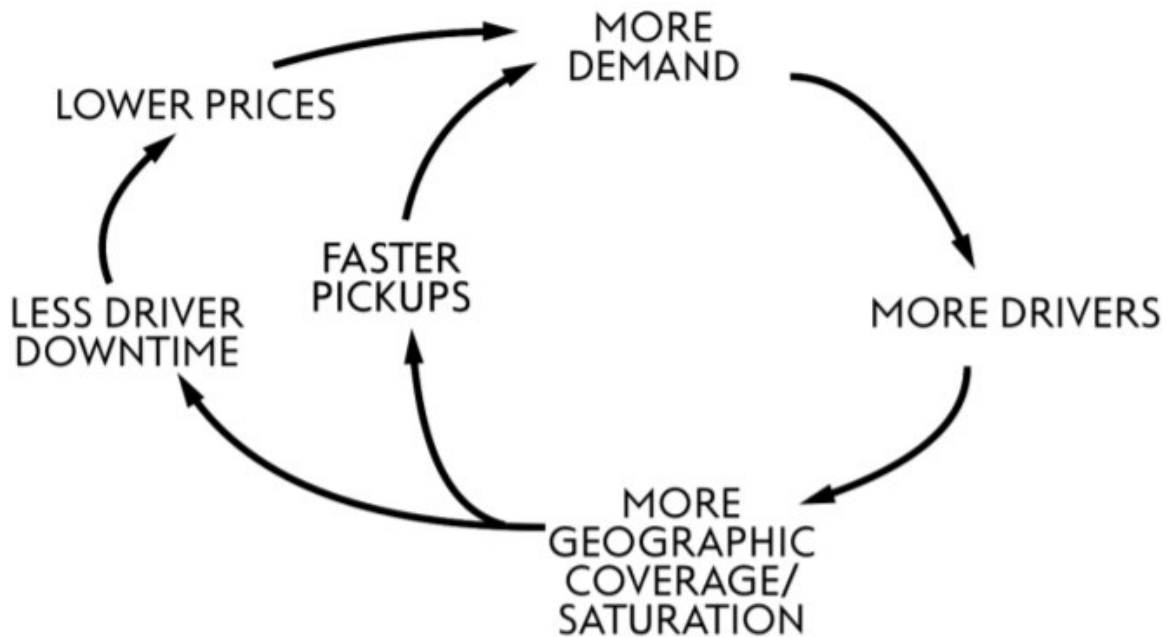 MORE
DEMAND
LOWER PRICES
FASTER
PICKUPS
LESS DRIVER
DOWNTIME
MORE DRIVERS
MORE
GEOGRAPHIC
COVERAGE/
SATURATION